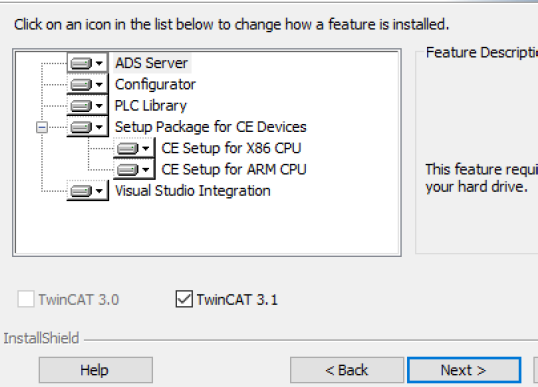 Click on an icon in the list below to change how a feature is installed.
ADS Server
Configurator
PLC Library
Setup Package for CE Devices
CE Setup for X86 CPU
CE Setup for ARM CPU
Visual Studio Integration
Feature Descripti
This feature requi
your hard drive.
TwinCAT 3.0
TwinCAT 3.1
InstallShield
Help
< Back
Next >